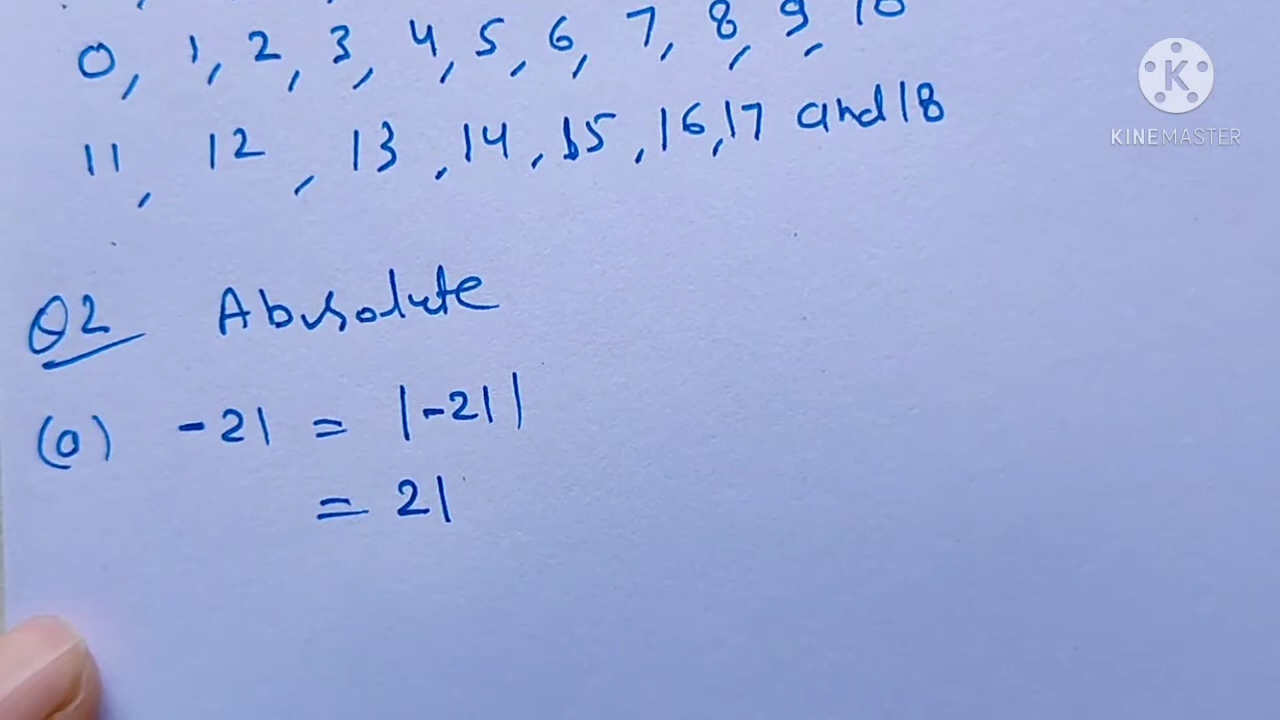 0, 1, 2, 3, 4, 5, 6, 7, 8, 9, 10
11, 12, 13, 14, 15, 16, 17 and 18
Q2 Absolute
(a) -21 = |-21|
= 21
K
KINEMASTER